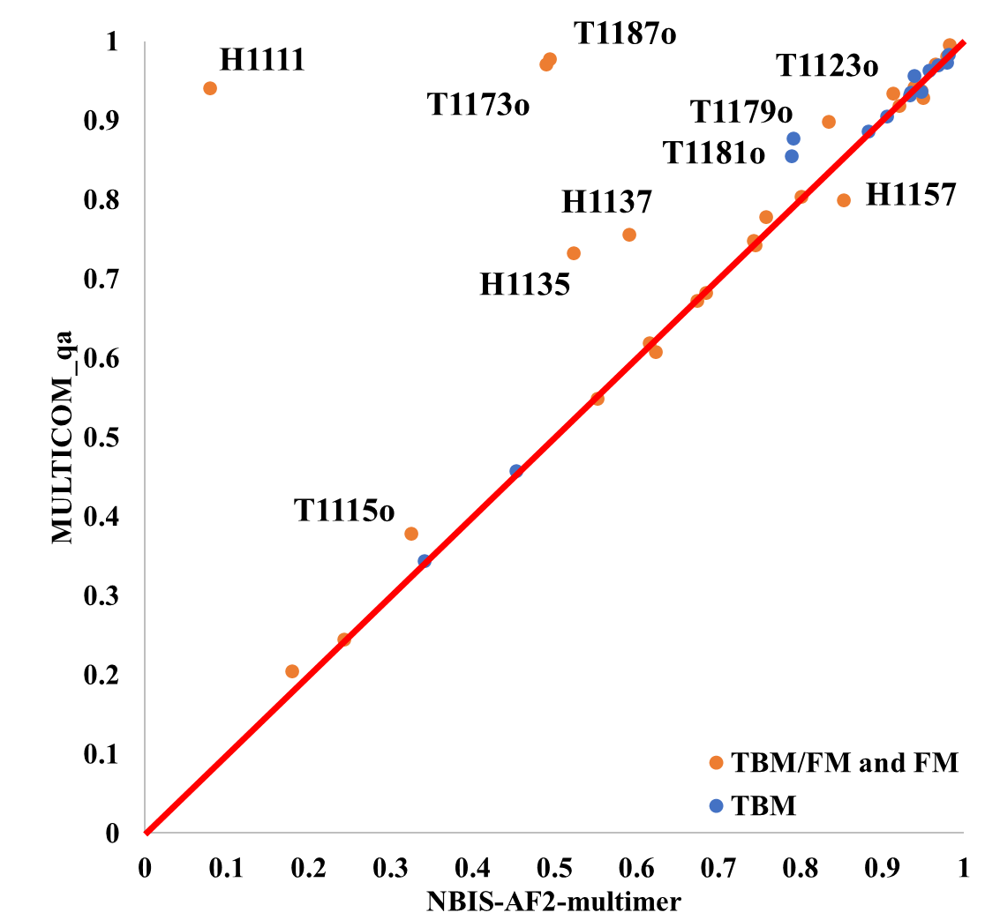 T1187o
1
H1111
T1123o
T1173o
T1179o
0.9
T1181o
0.8
H1137
H1157
0.7
H1135
MULTICOM_qa
0.6
0.5
T1115o
0.4
0.3
0.2
0.1
TBM/FM and FM
TBM
0
0 0.1 0.2 0.3 0.4 0.5 0.6 0.7 0.8 0.9 1
NBIS-AF2-multimer